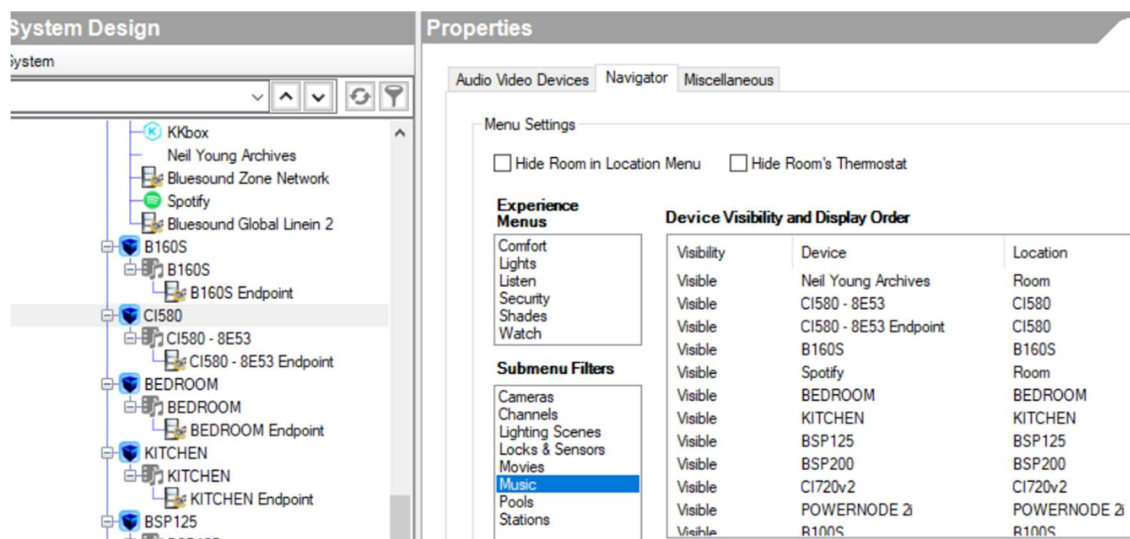 System Design
System
KKbox
Neil Young Archives
Bluesound Zone Network
Spotify
Bluesound Global Linein 2
B160S
B160S
B160S Endpoint
CI580
CI580 - 8E53
CI580 - 8E53 Endpoint
BEDROOM
BEDROOM
BEDROOM Endpoint
KITCHEN
KITCHEN
KITCHEN Endpoint
BSP125
Properties
Audio Video Devices Navigator Miscellaneous
Menu Settings
Hide Room in Location Menu Hide Room's Thermostat
Experience
Menus
Comfort
Lights
Listen
Security
Shades
Watch
Submenu Filters
Cameras
Channels
Lighting Scenes
Locks & Sensors
Movies
Music
Pools
Stations
Device Visibility and Display Order
Visibility Device Location
Visible Neil Young Archives Room
Visible CI580 - 8E53 CI580
Visible CI580 - 8E53 Endpoint CI580
Visible B160S B160S
Visible Spotify Room
Visible BEDROOM BEDROOM
Visible KITCHEN KITCHEN
Visible BSP125 BSP125
Visible BSP200 BSP200
Visible CI720v2 CI720v2
Visible POWERNODE 2i POWERNODE 2i
Visible B100S B100S